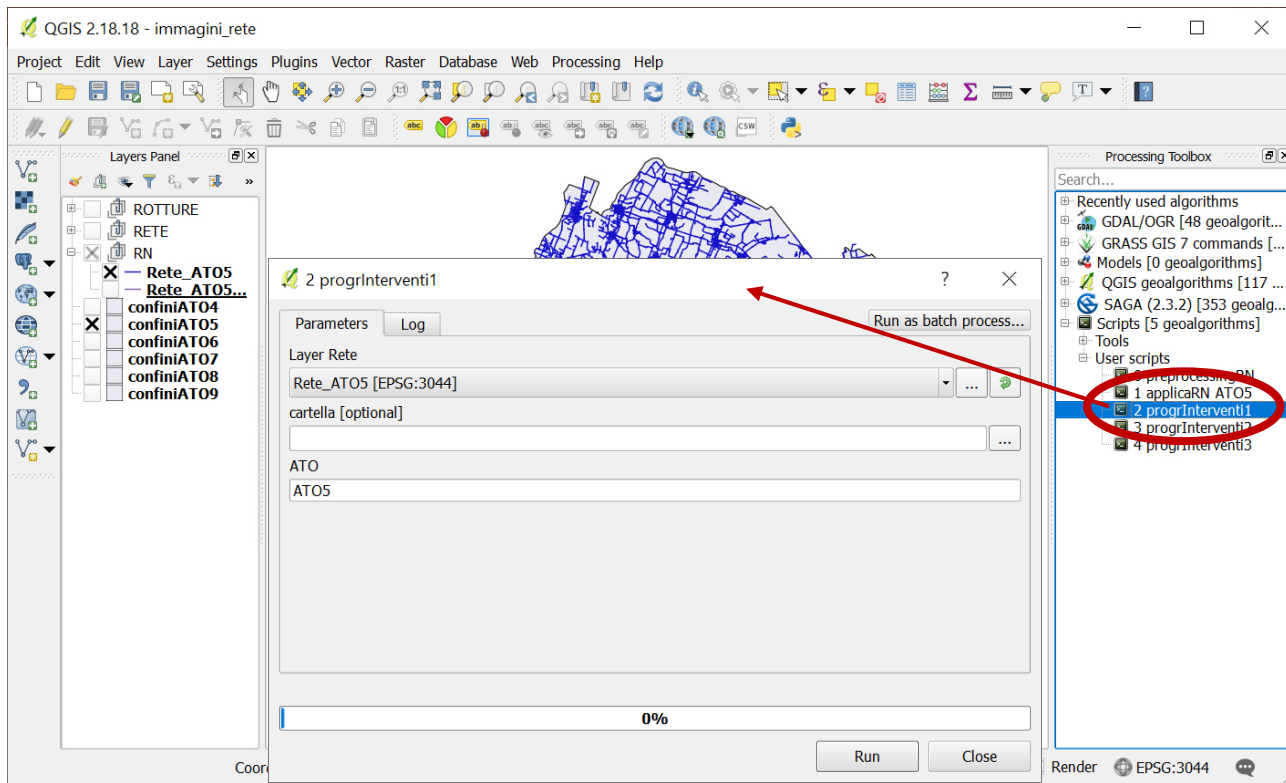 QGIS 2.18.18 - immagini_rete
Project Edit View Layer Settings Plugins Vector Raster Database Web Processing Help
Layers Panel
ROTTURE
RETE
RN
Rete_ATO5
Rete_ATO5...
confiniATO4
confiniATO5
confiniATO6
confiniATO7
confiniATO8
confiniATO9
2 progrInterventi1
Parameters Log
Run as batch process...
Layer Rete
Rete_ATO5 [EPSG:3044]
...
cartella [optional]
...
ATO
ATO5
0%
Run Close
Processing Toolbox
Search...
Recently used algorithms
GDAL/OGR [48 geoalgorit...
GRASS GIS 7 commands [...
Models [0 geoalgorithms]
QGIS geoalgorithms [117 ...
SAGA (2.3.2) [353 geoalg...
Scripts [5 geoalgorithms]
Tools
User scripts
0 preprocessingRN
1 applicaRN ATO5
2 progrInterventi1
3 progrInterventi2
4 progrInterventi3
Coor
Render EPSG:3044